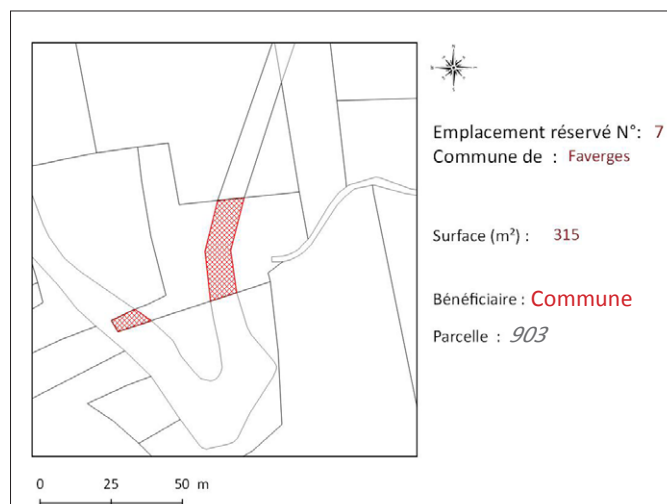 Emplacement réservé N°: 7
Commune de : Faverges
Surface (m²) : 315
Bénéficiaire : Commune
Parcelle : 903
0 25 50 m